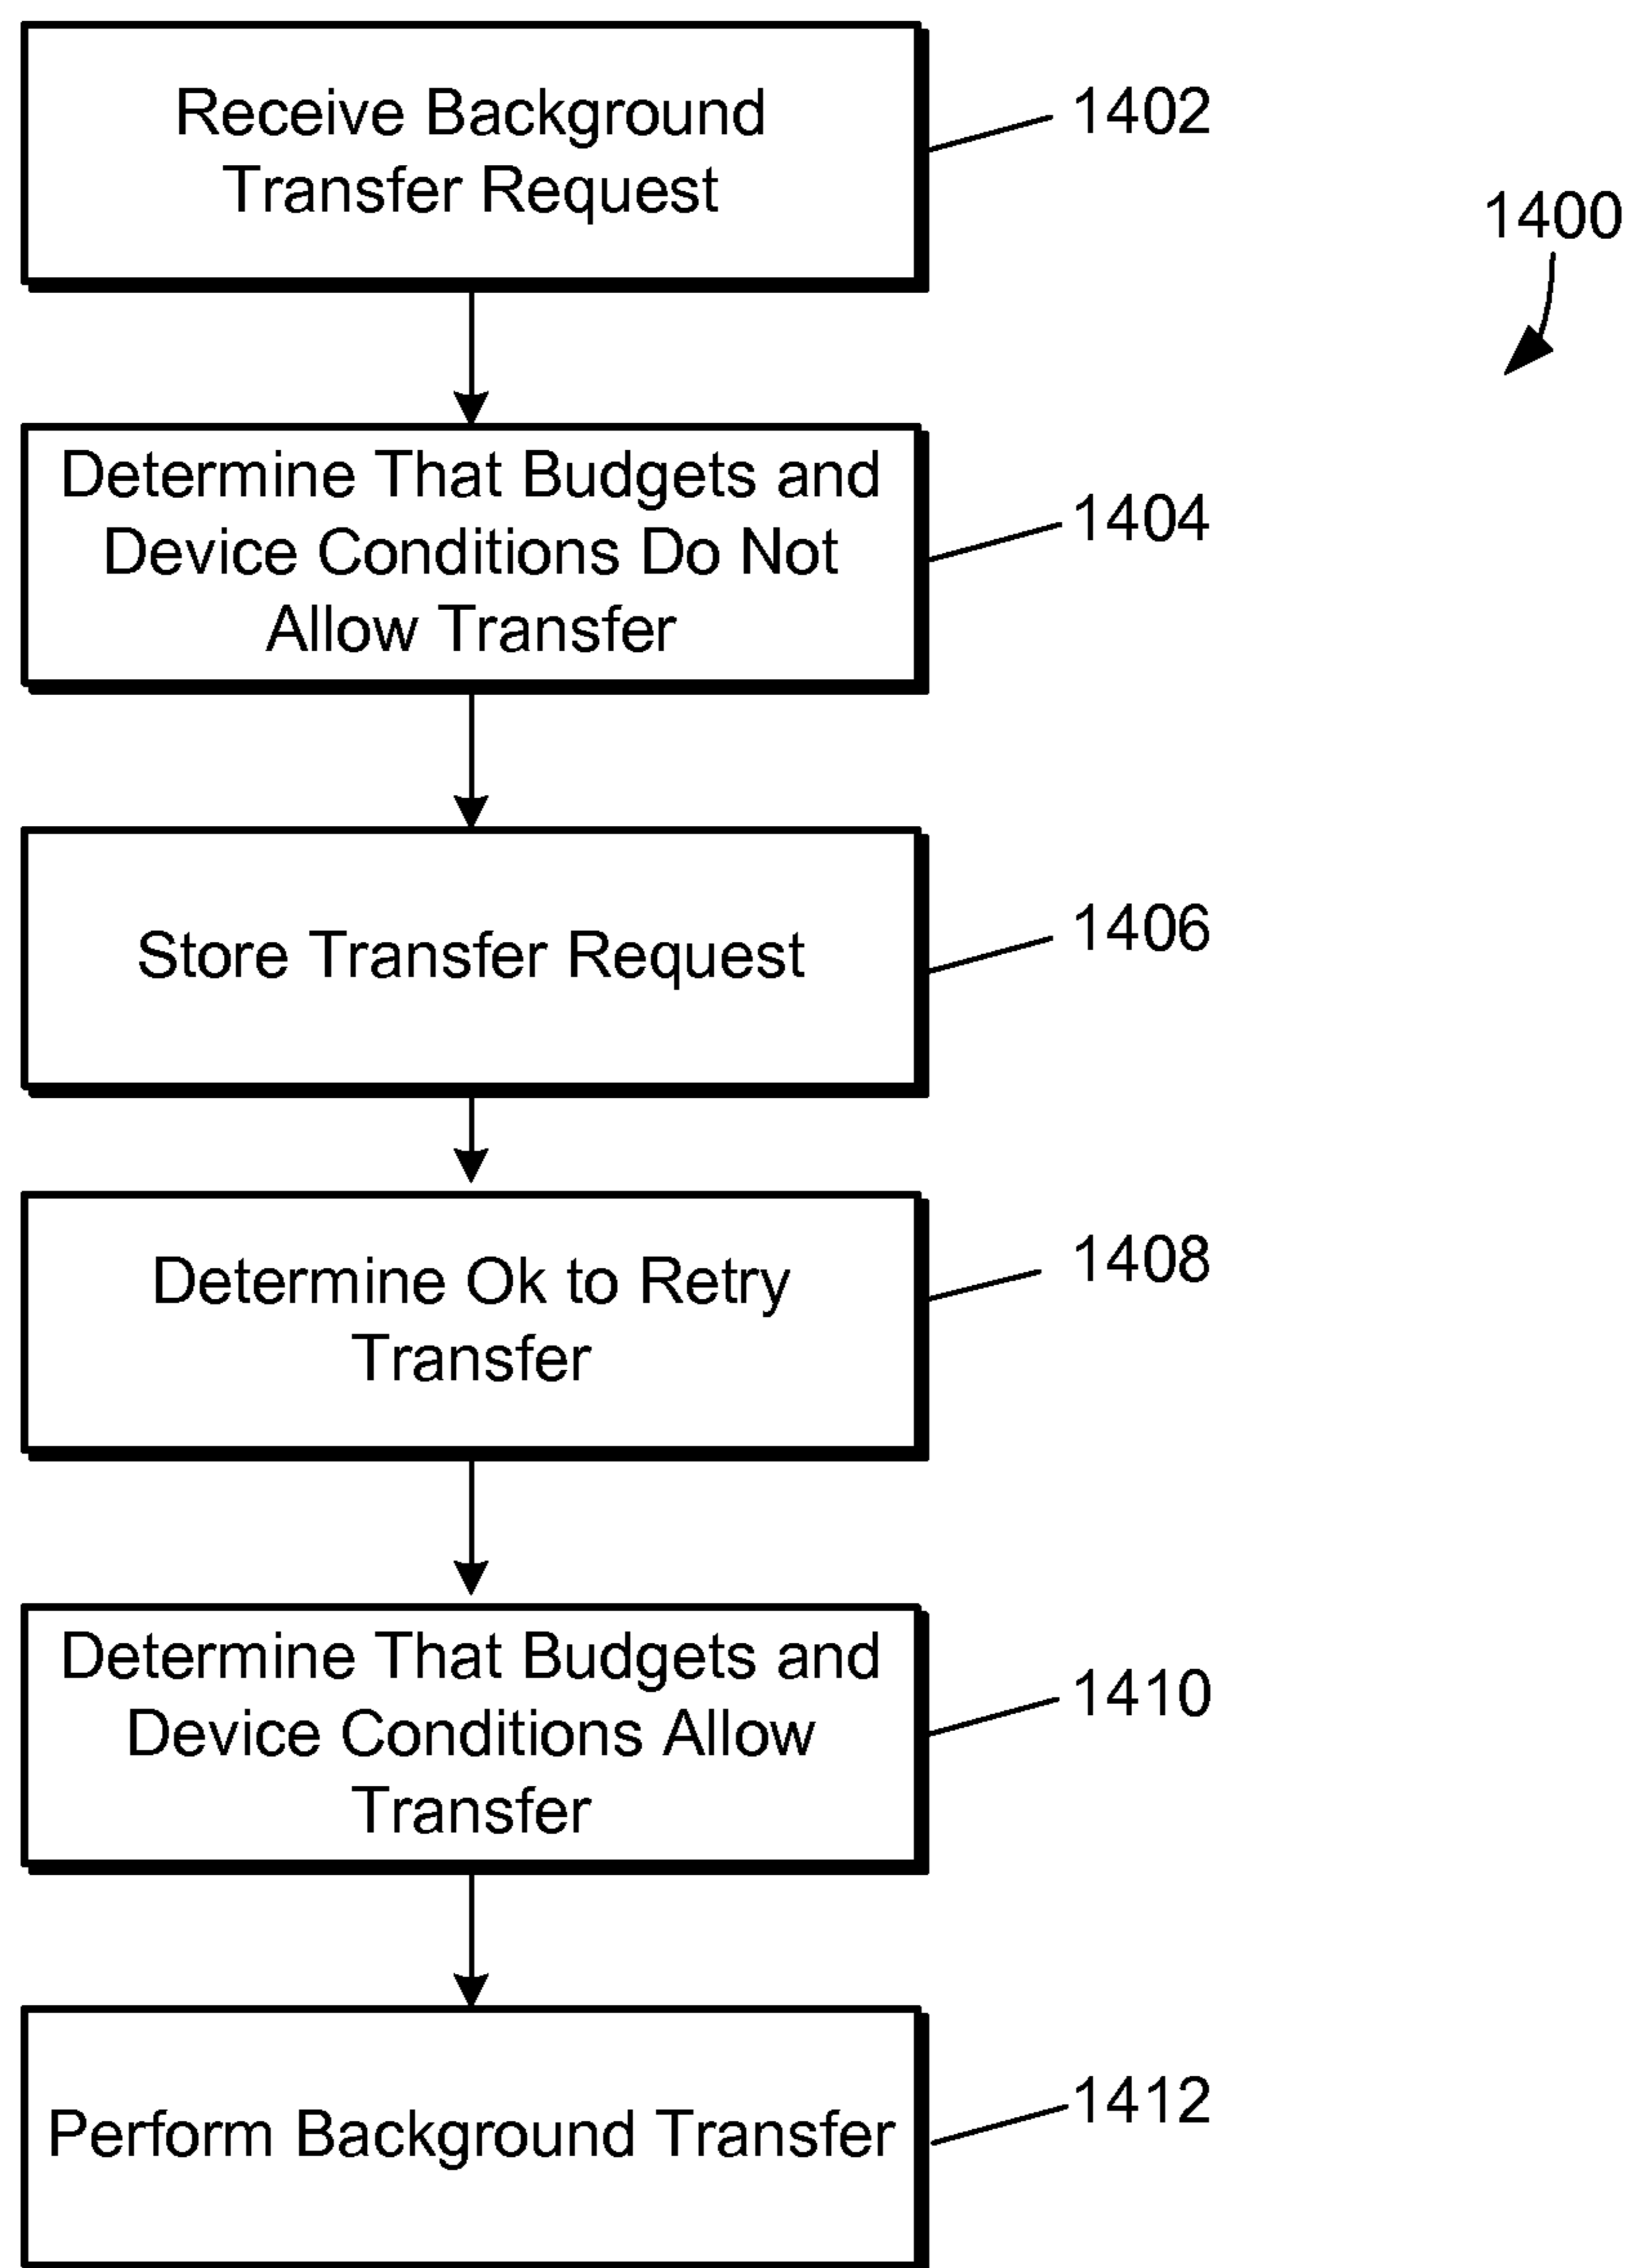 Receive Background
Transfer Request
1402
1400
Determine That Budgets and
Device Conditions Do Not
Allow Transfer
1404
Store Transfer Request
1406
Determine Ok to Retry
Transfer
1408
Determine That Budgets and
Device Conditions Allow
Transfer
1410
Perform Background Transfer
1412